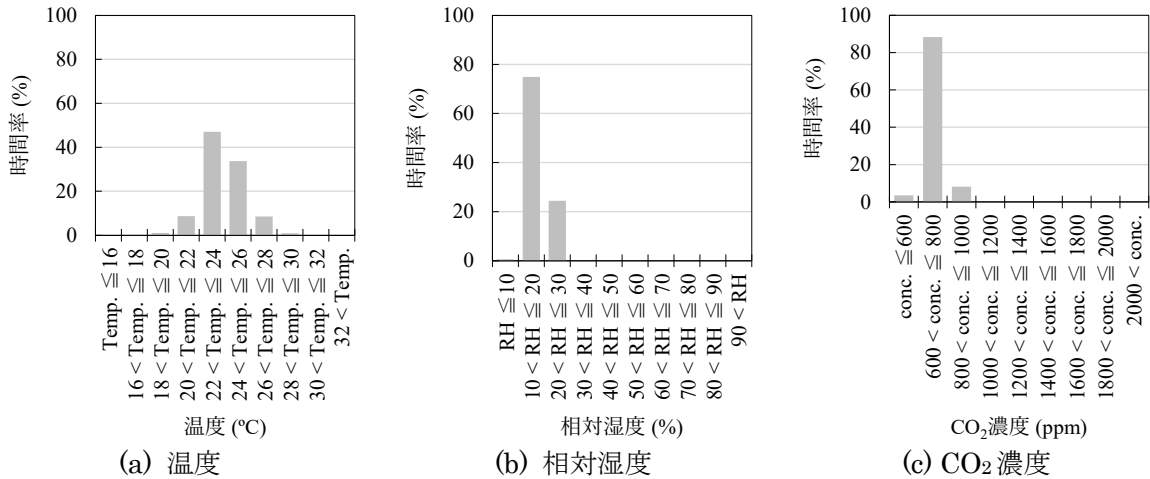 時間率 (%)
100
80
60
40
20
0
Temp. ≦ 16
16 < Temp. ≦ 18
18 < Temp. ≦ 20
20 < Temp. ≦ 22
22 < Temp. ≦ 24
24 < Temp. ≦ 26
26 < Temp. ≦ 28
28 < Temp. ≦ 30
30 < Temp. ≦ 32
32 < Temp.
温度 (ºC)
(a) 温度
時間率 (%)
100
80
60
40
20
0
RH ≦ 10
10 < RH ≦ 20
20 < RH ≦ 30
30 < RH ≦ 40
40 < RH ≦ 50
50 < RH ≦ 60
60 < RH ≦ 70
70 < RH ≦ 80
80 < RH ≦ 90
90 < RH
相対湿度 (%)
(b) 相対湿度
時間率 (%)
100
80
60
40
20
0
conc. ≦ 600
600 < conc. ≦ 800
800 < conc. ≦ 1000
1000 < conc. ≦ 1200
1200 < conc. ≦ 1400
1400 < conc. ≦ 1600
1600 < conc. ≦ 1800
1800 < conc. ≦ 2000
2000 < conc.
CO₂濃度 (ppm)
(c) CO₂ 濃度